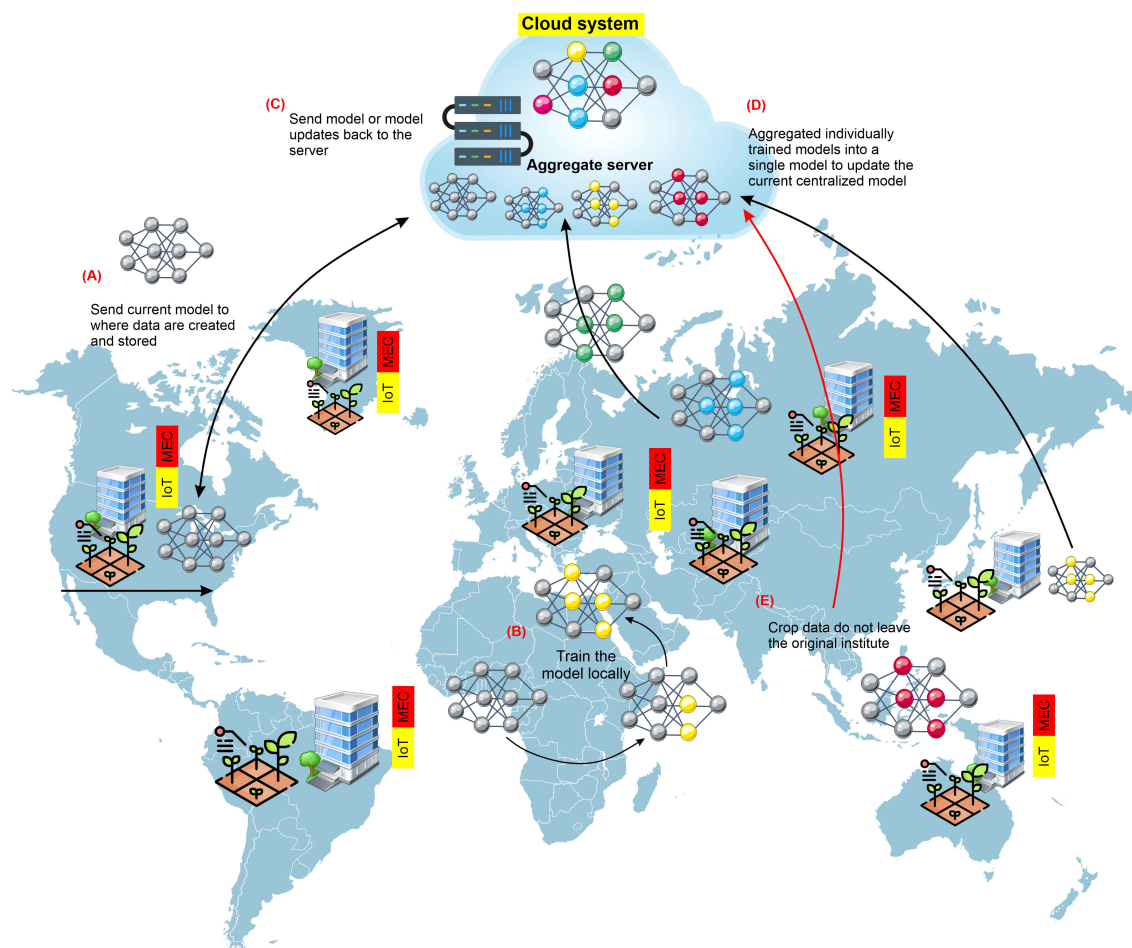 Cloud system
(C)
Send model or model
updates back to the
server
(D)
Aggregated individually
trained models into a
single model to update the
current centralized model
Aggregate server
(A)
Send current model to
where data are created
and stored
IoT MEC
IoT MEC
IoT MEC
IoT MEC
(B)
Train the
model locally
(E)
Crop data do not leave
the original institute
IoT MEC
IoT MEC